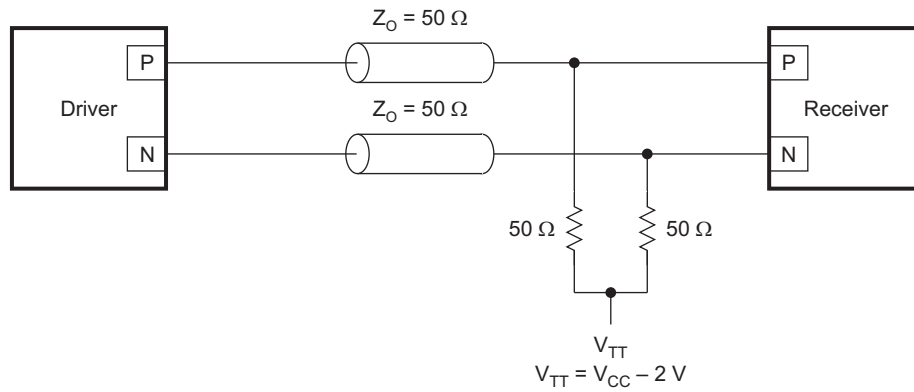 Z_O = 50 Ω
P
P
Driver
Z_O = 50 Ω
Receiver
N
N
50 Ω
50 Ω
V_TT
V_TT = V_CC – 2 V